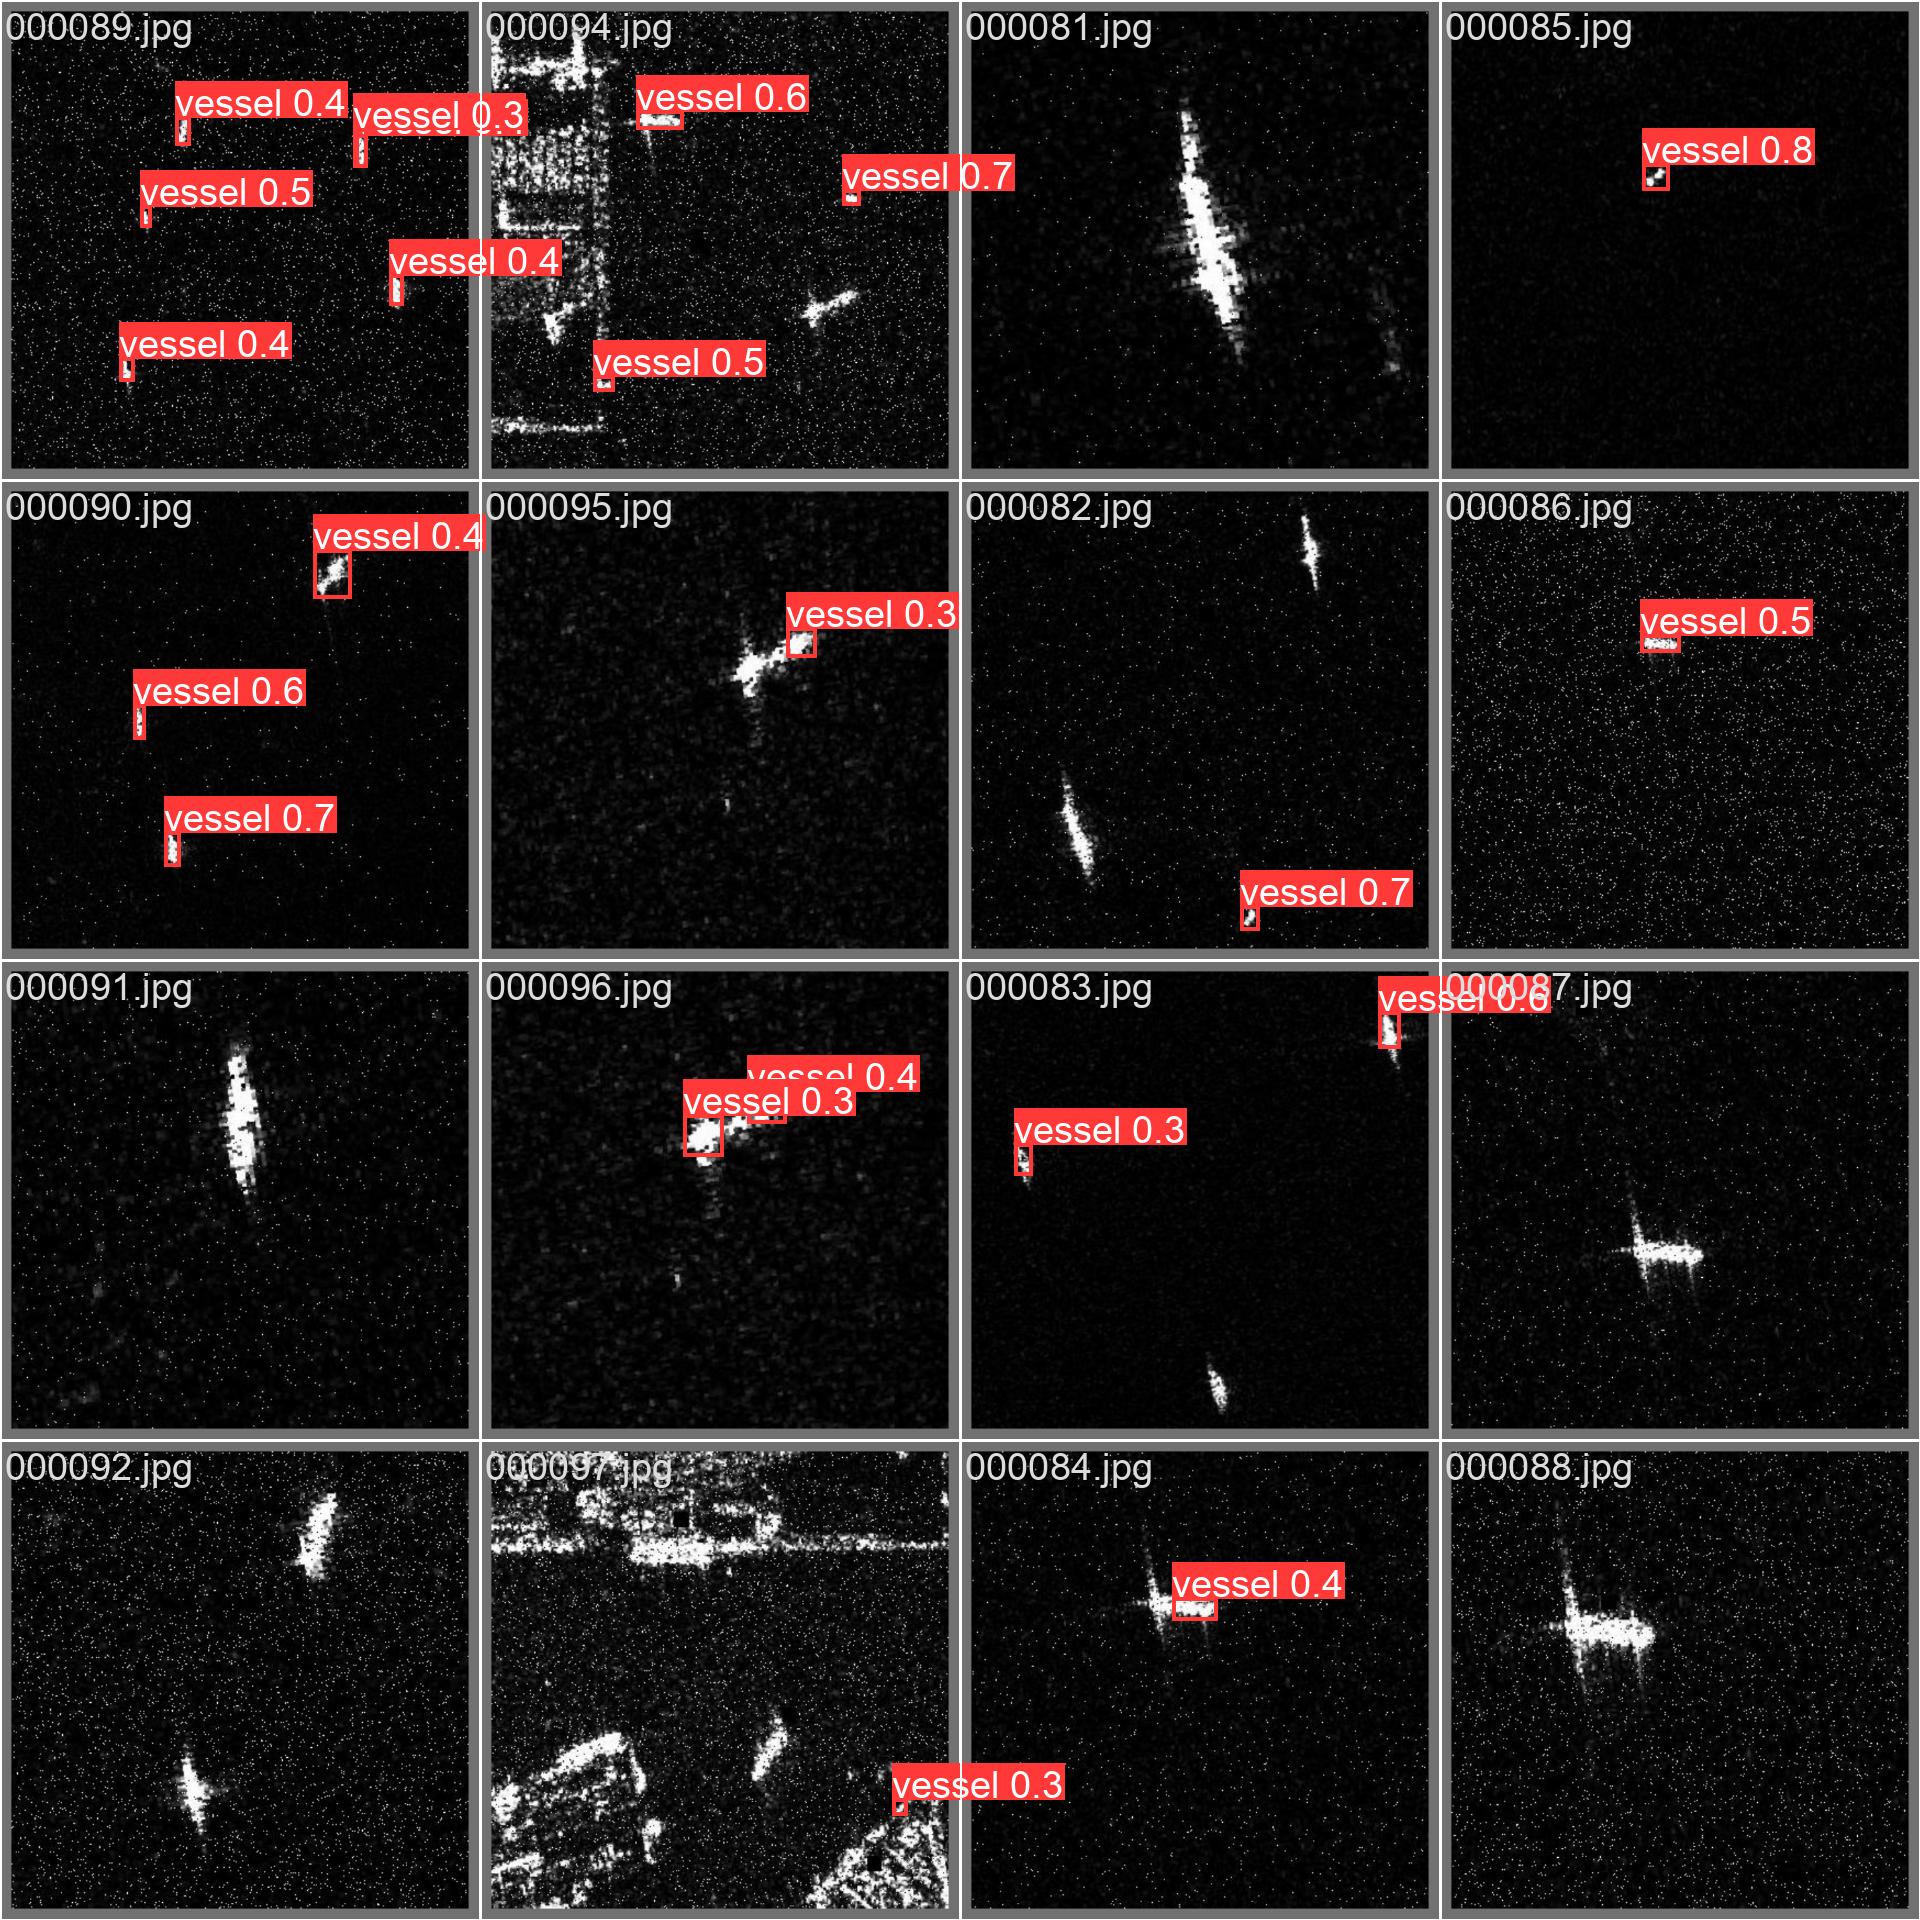 000089.jpg
vessel 0.4
vessel 0.3
vessel 0.5
vessel 0.4
vessel 0.4
000094.jpg
vessel 0.6
vessel 0.7
vessel 0.5
000081.jpg
000085.jpg
vessel 0.8
000090.jpg
vessel 0.4
vessel 0.6
vessel 0.7
000095.jpg
vessel 0.3
000082.jpg
vessel 0.7
000086.jpg
vessel 0.5
000091.jpg
000096.jpg
vessel 0.4
vessel 0.3
000083.jpg
vessel 0.6
vessel 0.3
000087.jpg
000092.jpg
000097.jpg
vessel 0.3
000084.jpg
vessel 0.4
000088.jpg